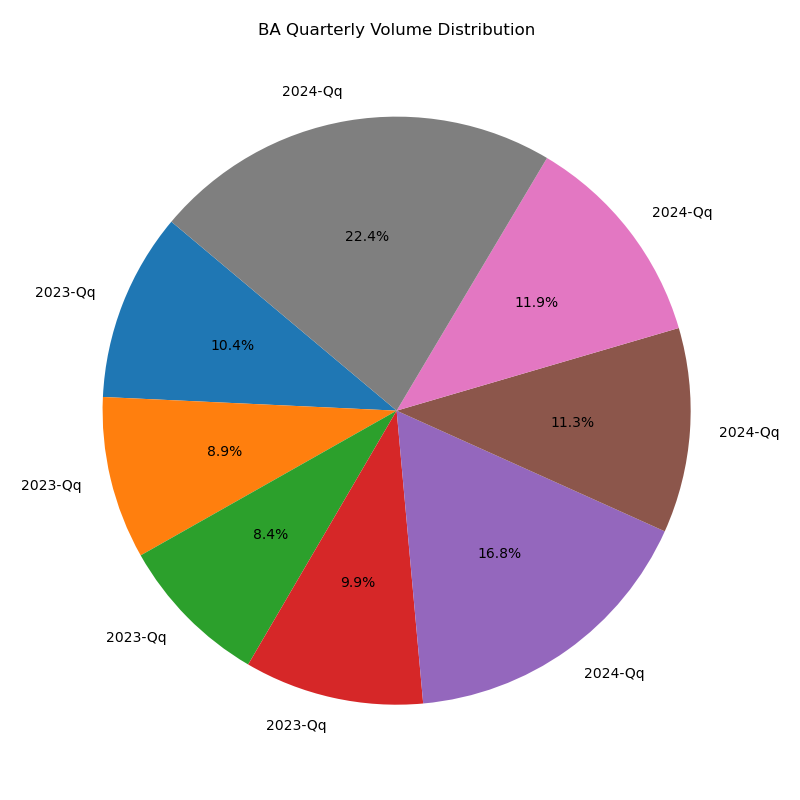 BA Quarterly Volume Distribution
2024-Qq
22.4%
2024-Qq
11.9%
2023-Qq
10.4%
2024-Qq
11.3%
2023-Qq
8.9%
2023-Qq
8.4%
2023-Qq
9.9%
2024-Qq
16.8%